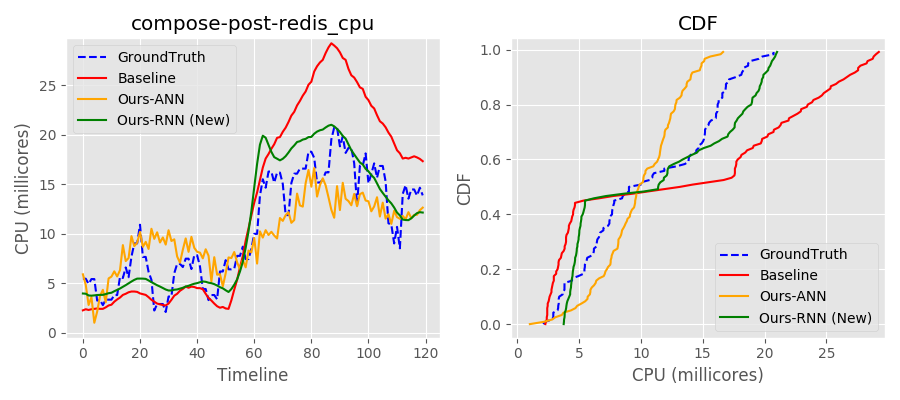 compose-post-redis_cpu
GroundTruth
Baseline
Ours-ANN
Ours-RNN (New)
CPU (millicores)
25
20
15
10
5
0
0 20 40 60 80 100 120
Timeline
CDF
CDF
1.0
0.8
0.6
0.4
0.2
0.0
GroundTruth
Baseline
Ours-ANN
Ours-RNN (New)
0 5 10 15 20 25
CPU (millicores)